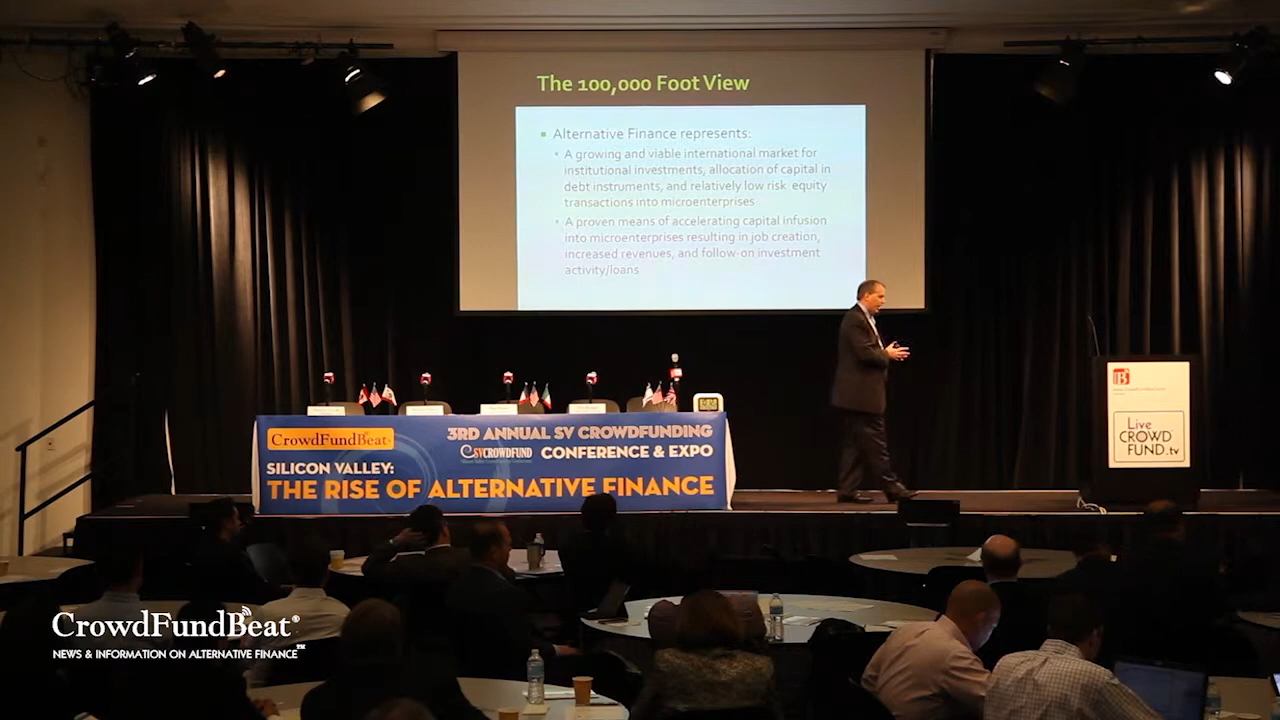 The 100,000 Foot View
Alternative Finance represents:
A growing and viable international market for
institutional investments, allocation of capital in
debt instruments, and relatively low risk equity
transactions into microenterprises
A proven means of accelerating capital infusion
into microenterprises resulting in job creation,
increased revenues, and follow-on investment
activity/loans
CrowdFundBeat
3RD ANNUAL SV CROWDFUNDING
SVCROWDFUND
CONFERENCE & EXPO
SILICON VALLEY:
THE RISE OF ALTERNATIVE FINANCE
B
Live
CROWD
FUND.tv
CrowdFundBeat®
NEWS & INFORMATION ON ALTERNATIVE FINANCE™